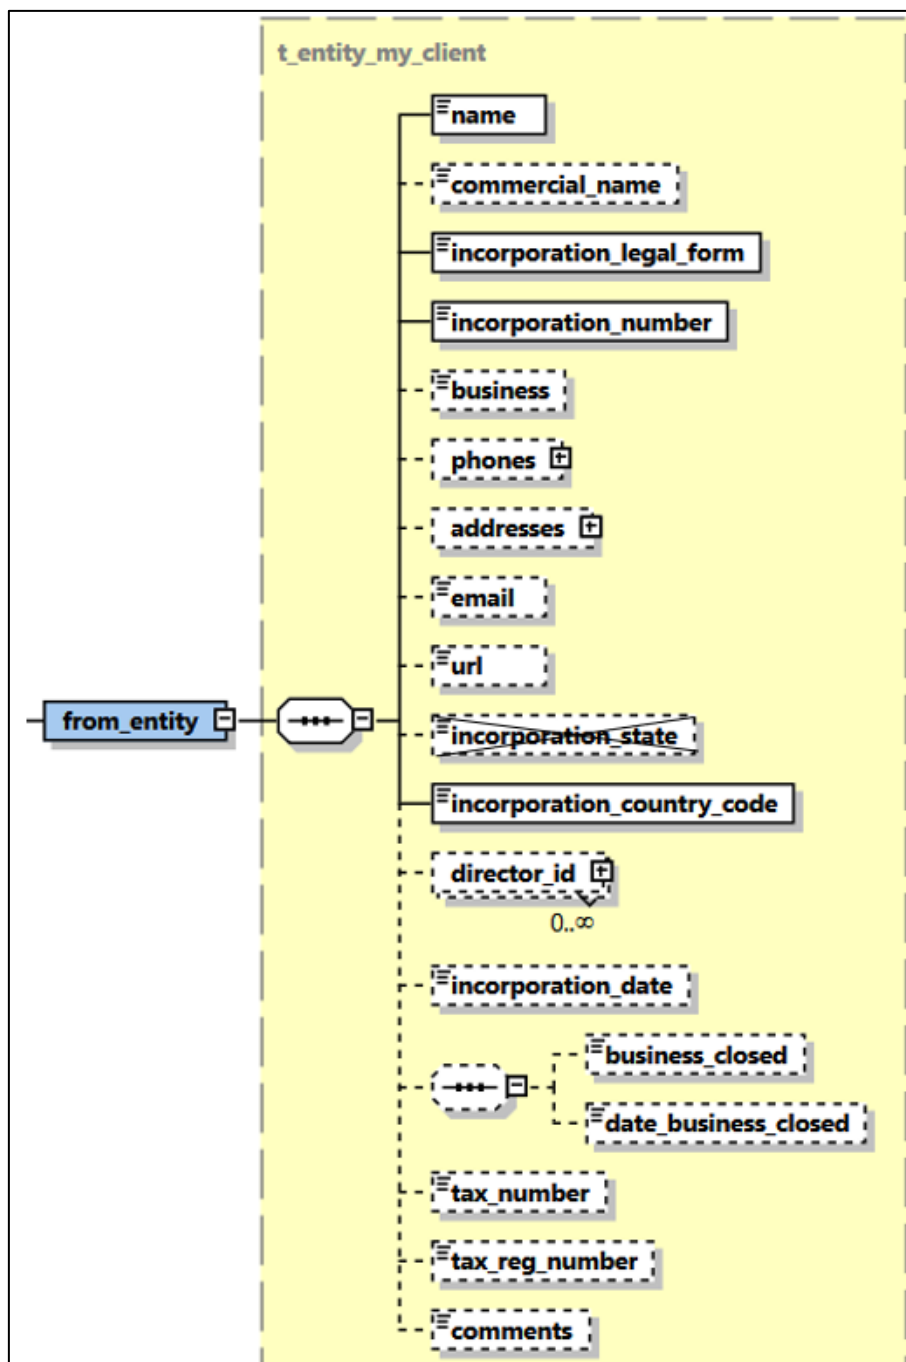 t_entity_my_client
name
commercial_name
incorporation_legal_form
incorporation_number
business
phones
addresses
email
url
from_entity
incorporation_state
incorporation_country_code
director_id
0..∞
incorporation_date
business_closed
date_business_closed
tax_number
tax_reg_number
comments